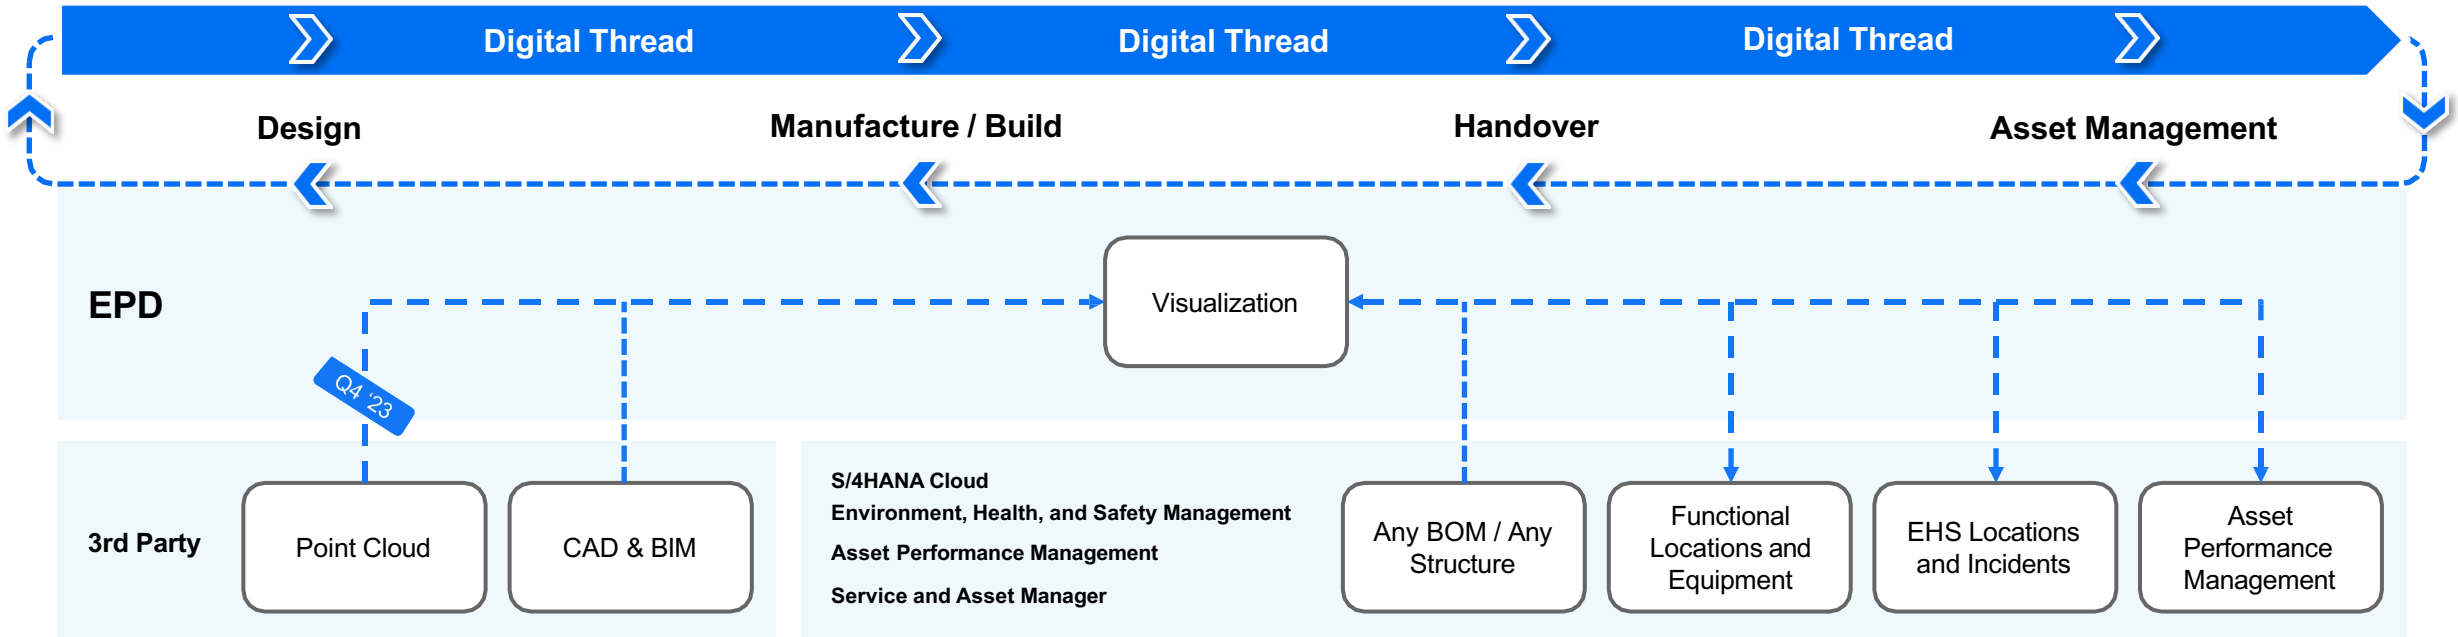 Digital Thread
Digital Thread
Digital Thread
Design
Manufacture / Build
Handover
Asset Management
EPD
Visualization
Q4 ‘23
3rd Party
Point Cloud
CAD & BIM
S/4HANA Cloud
Environment, Health, and Safety Management
Asset Performance Management
Service and Asset Manager
Any BOM / Any
Structure
Functional
Locations and
Equipment
EHS Locations
and Incidents
Asset
Performance
Management